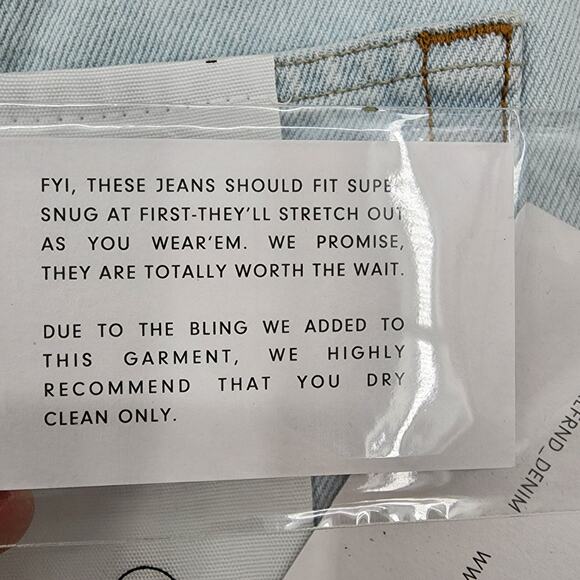 FYI, THESE JEANS SHOULD FIT SUPER
SNUG AT FIRST-THEY'LL STRETCH OUT
AS YOU WEAR'EM. WE PROMISE,
THEY ARE TOTALLY WORTH THE WAIT.
DUE TO THE BLING WE ADDED TO
THIS GARMENT, WE HIGHLY
RECOMMEND THAT YOU DRY
CLEAN ONLY.
RLFRND_DENIM